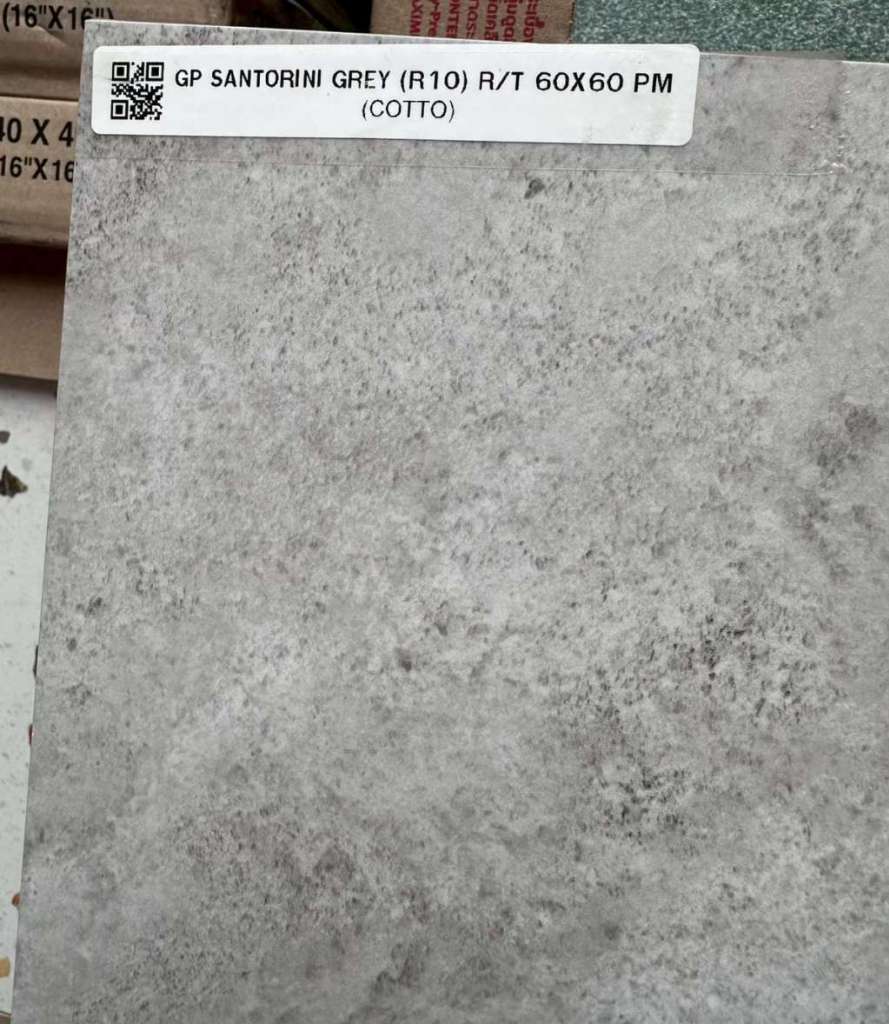 (16"X16")
GP SANTORINI GREY (R10) R/T 60X60 PM
(COTTO)
40 X 4
16"X16